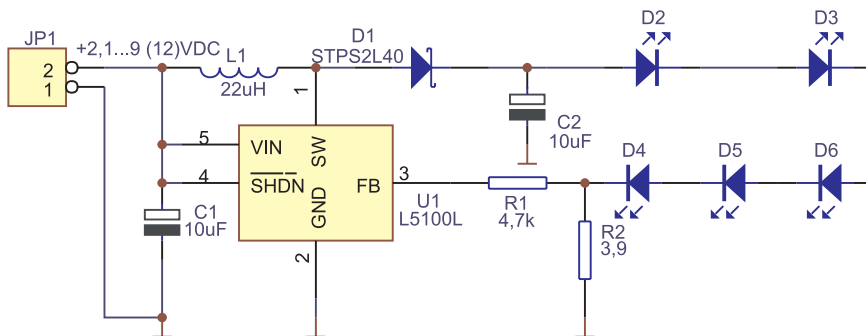 JP1
+2,1...9 (12)VDC
2
1
L1
22uH
D1
STPS2L40
D2
D3
C2
10uF
1
5
VIN
SW
4
SHDN
GND
FB
3
U1
L5100L
2
C1
10uF
R1
4,7k
R2
3,9
D4
D5
D6